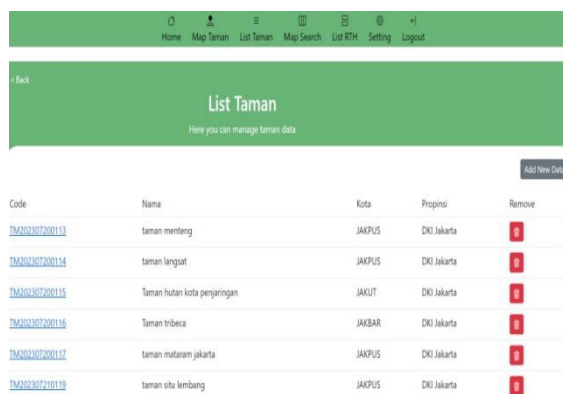 Home Map Taman List Taman Map Search List RTH Setting Logout
< Back
List Taman
Here you can manage taman data
Add New Data
Code Nama Kota Propinsi Remove
TM202307200113 taman menteng JAKPUS DKI Jakarta
TM202307200114 taman langsat JAKPUS DKI Jakarta
TM202307200115 Taman hutan kota penjaringan JAKUT DKI Jakarta
TM202307200116 Taman tribeca JAKBAR DKI Jakarta
TM202307200117 taman mataram jakarta JAKPUS DKI Jakarta
TM202307210119 taman situ lembang JAKPUS DKI Jakarta